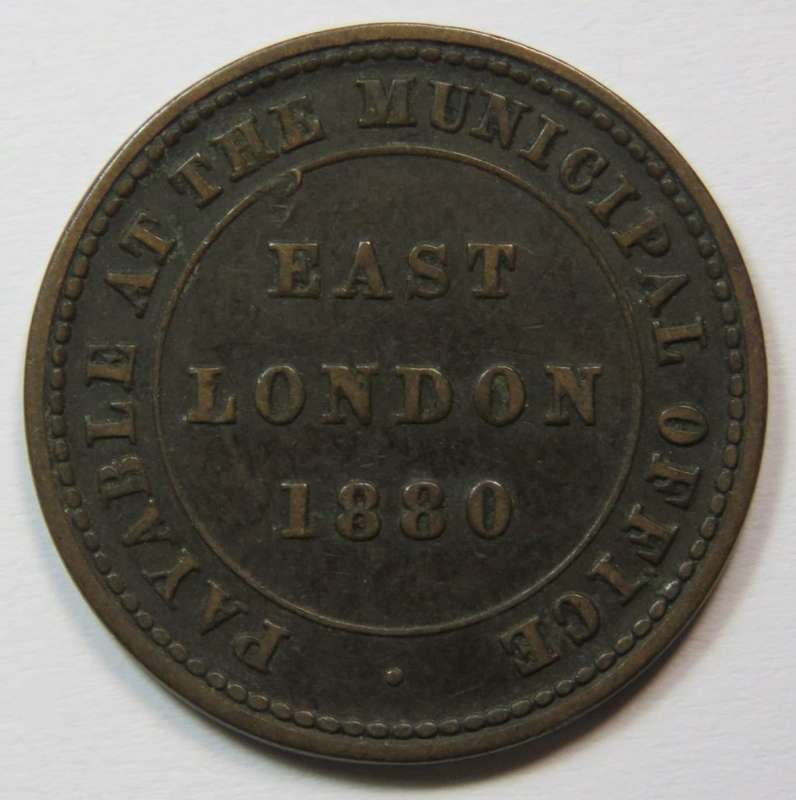 PAYABLE AT THE MUNICIPAL OFFICE
EAST
LONDON
1880